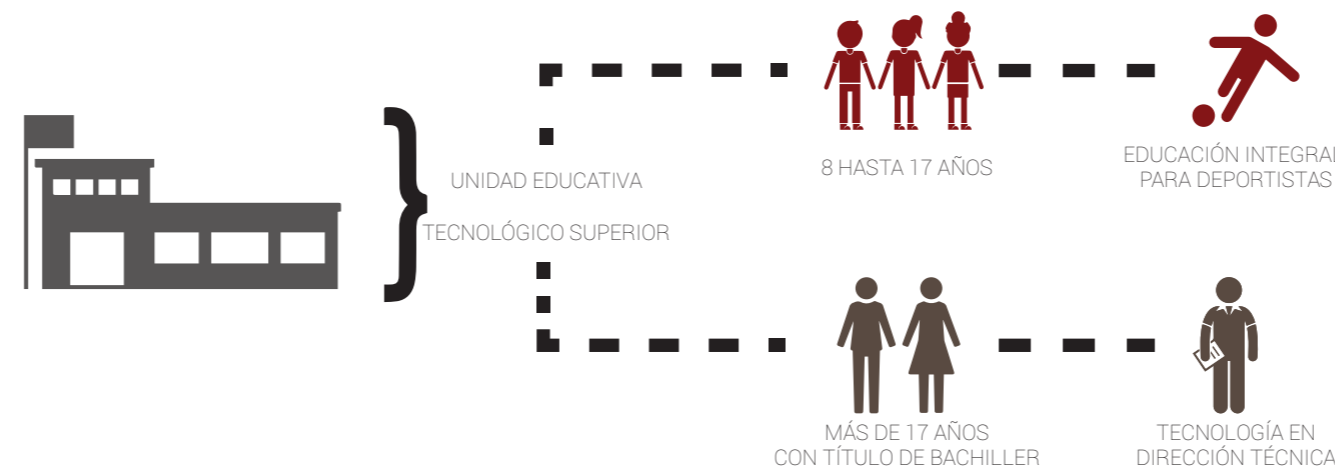 UNIDAD EDUCATIVA
TECNOLÓGICO SUPERIOR
8 HASTA 17 AÑOS
EDUCACIÓN INTEGRAL
PARA DEPORTISTAS
MÁS DE 17 AÑOS
CON TÍTULO DE BACHILLER
TECNOLOGÍA EN
DIRECCIÓN TÉCNICA